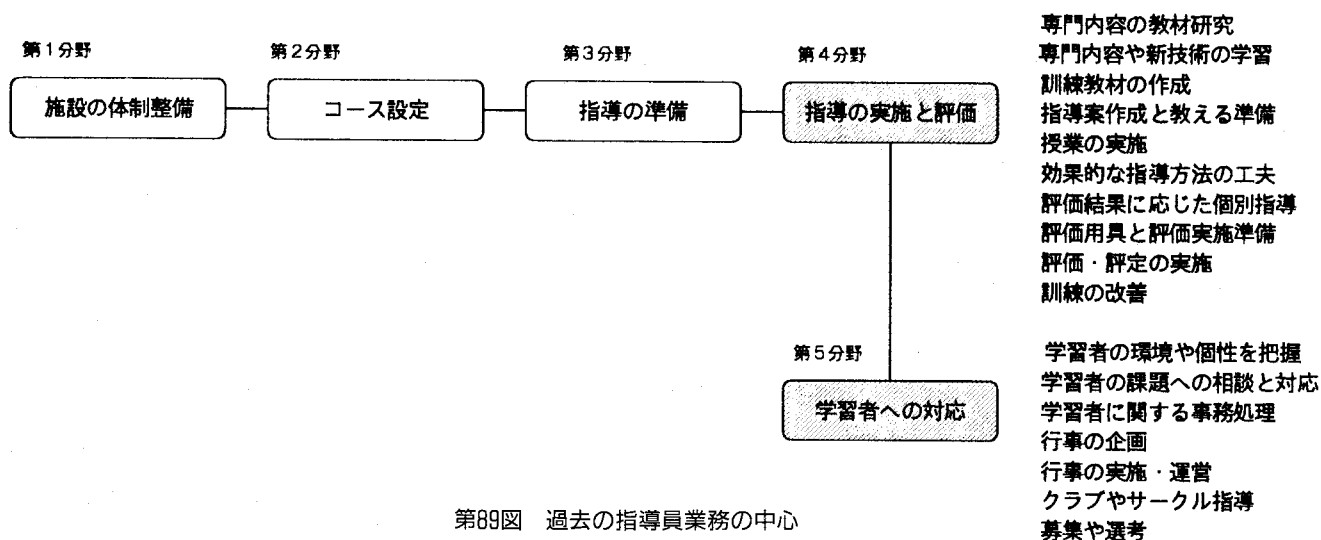 第1分野
施設の体制整備
第2分野
コース設定
第3分野
指導の準備
第4分野
指導の実施と評価
専門内容の教材研究
専門内容や新技術の学習
訓練教材の作成
指導案作成と教える準備
授業の実施
効果的な指導方法の工夫
評価結果に応じた個別指導
評価用具と評価実施準備
評価・評定の実施
訓練の改善
第5分野
学習者への対応
学習者の環境や個性を把握
学習者の課題への相談と対応
学習者に関する事務処理
行事の企画
行事の実施・運営
クラブやサークル指導
募集や選考
第89図 過去の指導員業務の中心